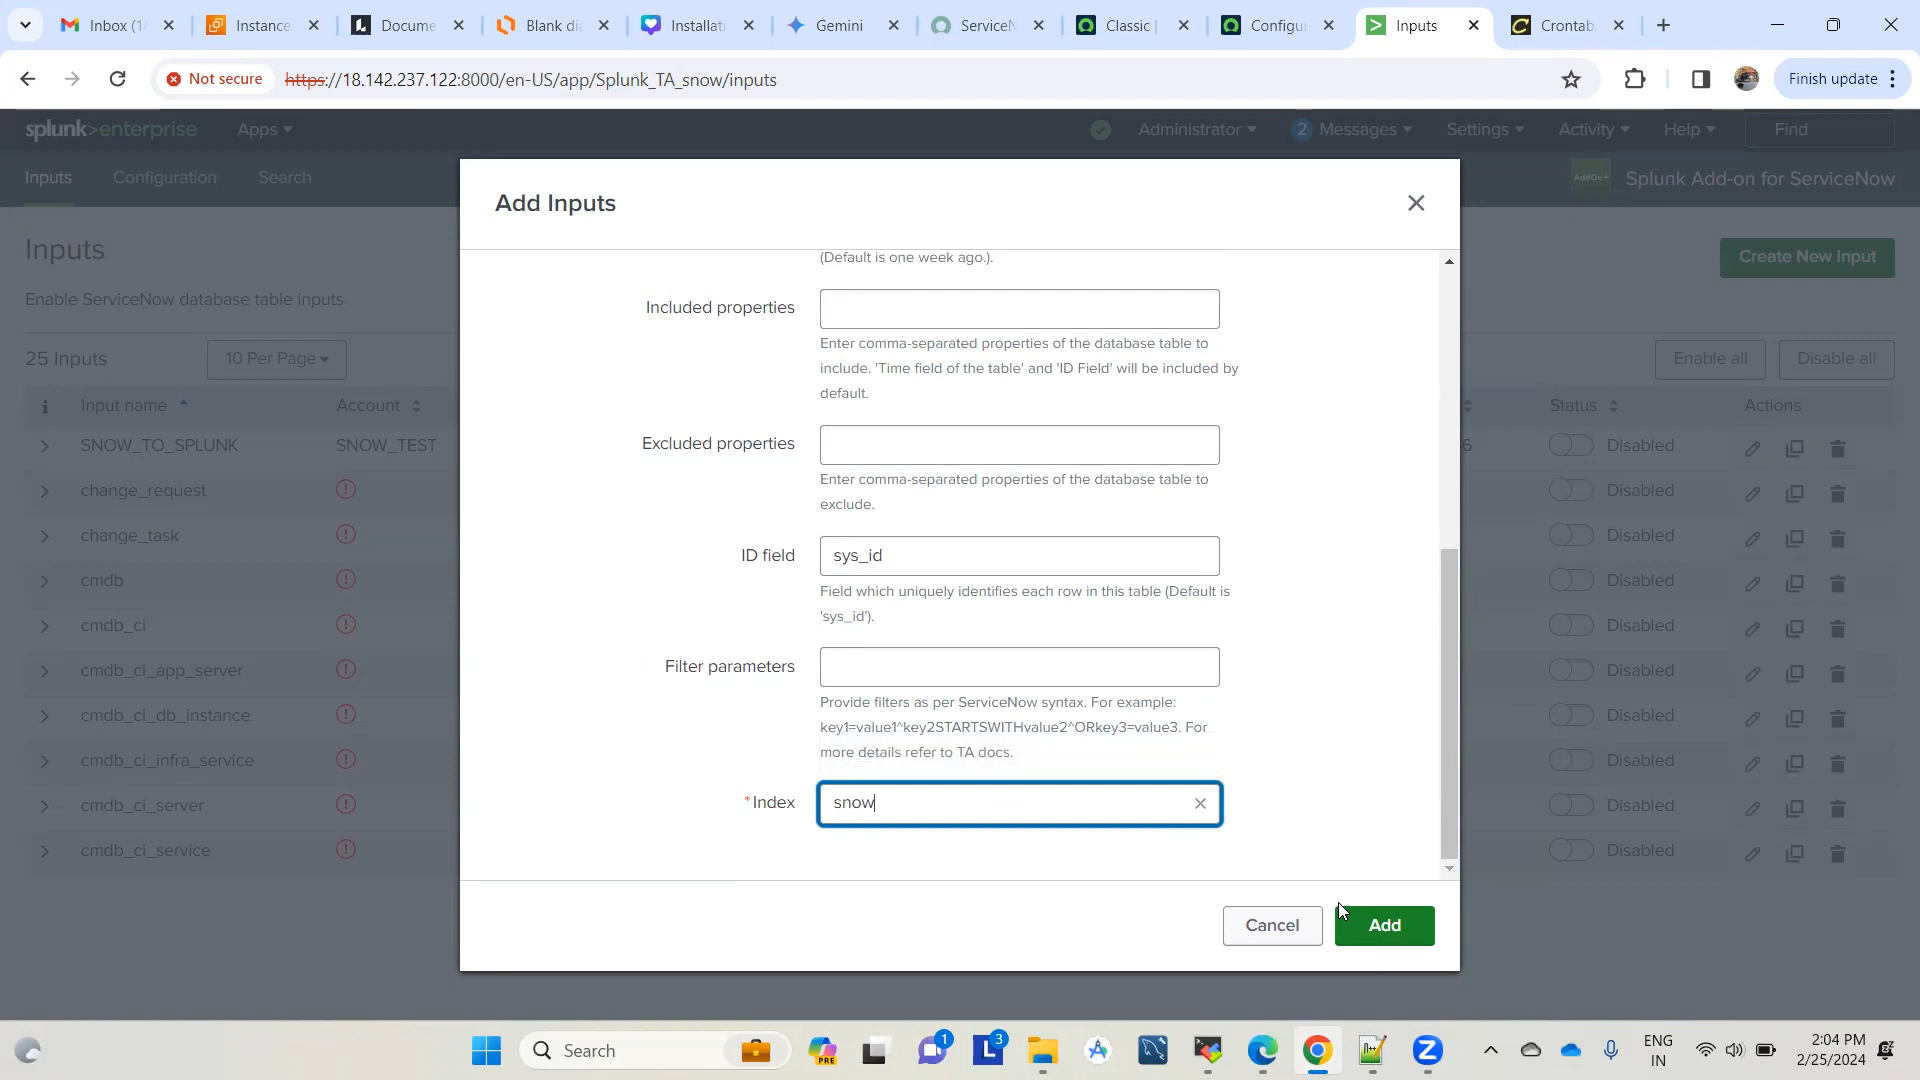 Inbox (1
Instance
Docume
Blank di
Installati
Gemini
ServiceN
Classic |
Configur
Inputs
Crontab
Not secure
https://18.142.237.122:8000/en-US/app/Splunk_TA_snow/inputs
Finish update
splunk>enterprise
Apps
Administrator
2
Messages
Settings
Activity
Help
Find
Inputs
Configuration
Search
AddOn+
Splunk Add-on for ServiceNow
Inputs
Create New Input
Enable ServiceNow database table inputs
25 Inputs
10 Per Page
Enable all
Disable all
i
Input name
Account
Status
Actions
SNOW_TO_SPLUNK
SNOW_TEST
6
Disabled
change_request
Disabled
change_task
Disabled
cmdb
Disabled
cmdb_ci
Disabled
cmdb_ci_app_server
Disabled
cmdb_ci_db_instance
Disabled
cmdb_ci_infra_service
Disabled
cmdb_ci_server
Disabled
cmdb_ci_service
Disabled
Add Inputs
(Default is one week ago.).
Included properties
Enter comma-separated properties of the database table to
include. 'Time field of the table' and 'ID Field' will be included by
default.
Excluded properties
Enter comma-separated properties of the database table to
exclude.
ID field
sys_id
Field which uniquely identifies each row in this table (Default is
'sys_id').
Filter parameters
Provide filters as per ServiceNow syntax. For example:
key1=value1^key2STARTSWITHvalue2^ORkey3=value3. For
more details refer to TA docs.
*Index
snow
Cancel
Add
Search
PRE
1
L
3
ENG
IN
2:04 PM
2/25/2024